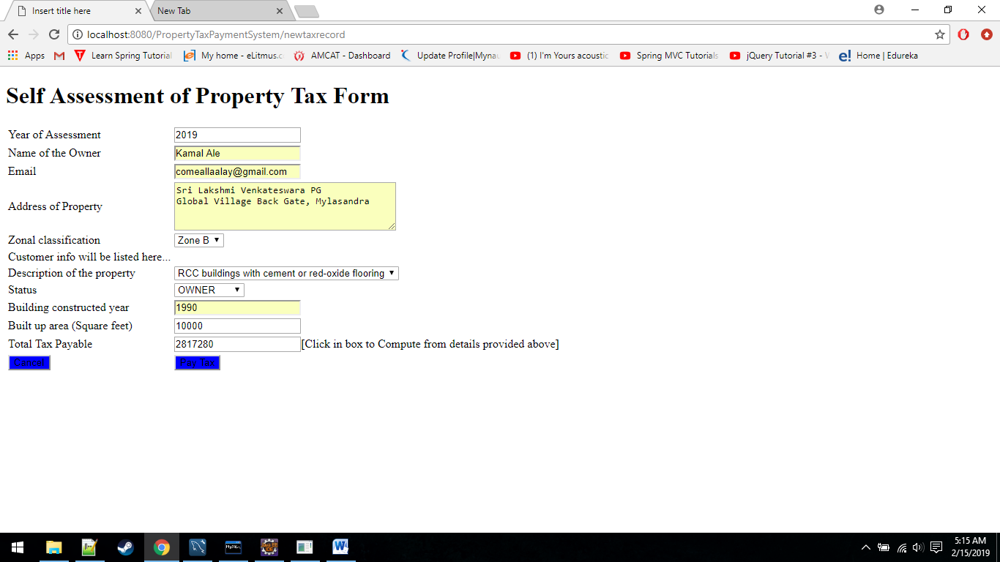 Insert title here
New Tab
localhost:8080/PropertyTaxPaymentSystem/newtaxrecord
Apps Learn Spring Tutorial My home - eLitmus.c AMCAT - Dashboard Update Profile|Mynau (1) I'm Yours acoustic Spring MVC Tutorials jQuery Tutorial #3 - e! Home | Edureka
Self Assessment of Property Tax Form
Year of Assessment 2019
Name of the Owner Kamal Ale
Email comeallaalay@gmail.com
Address of Property Sri Lakshmi Venkateswara PG
Global Village Back Gate, Mylasandra
Zonal classification Zone B
Customer info will be listed here...
Description of the property RCC buildings with cement or red-oxide flooring
Status OWNER
Building constructed year 1990
Built up area (Square feet) 10000
Total Tax Payable 2817280 [Click in box to Compute from details provided above]
Cancel Pay Tax
5:15 AM
2/15/2019